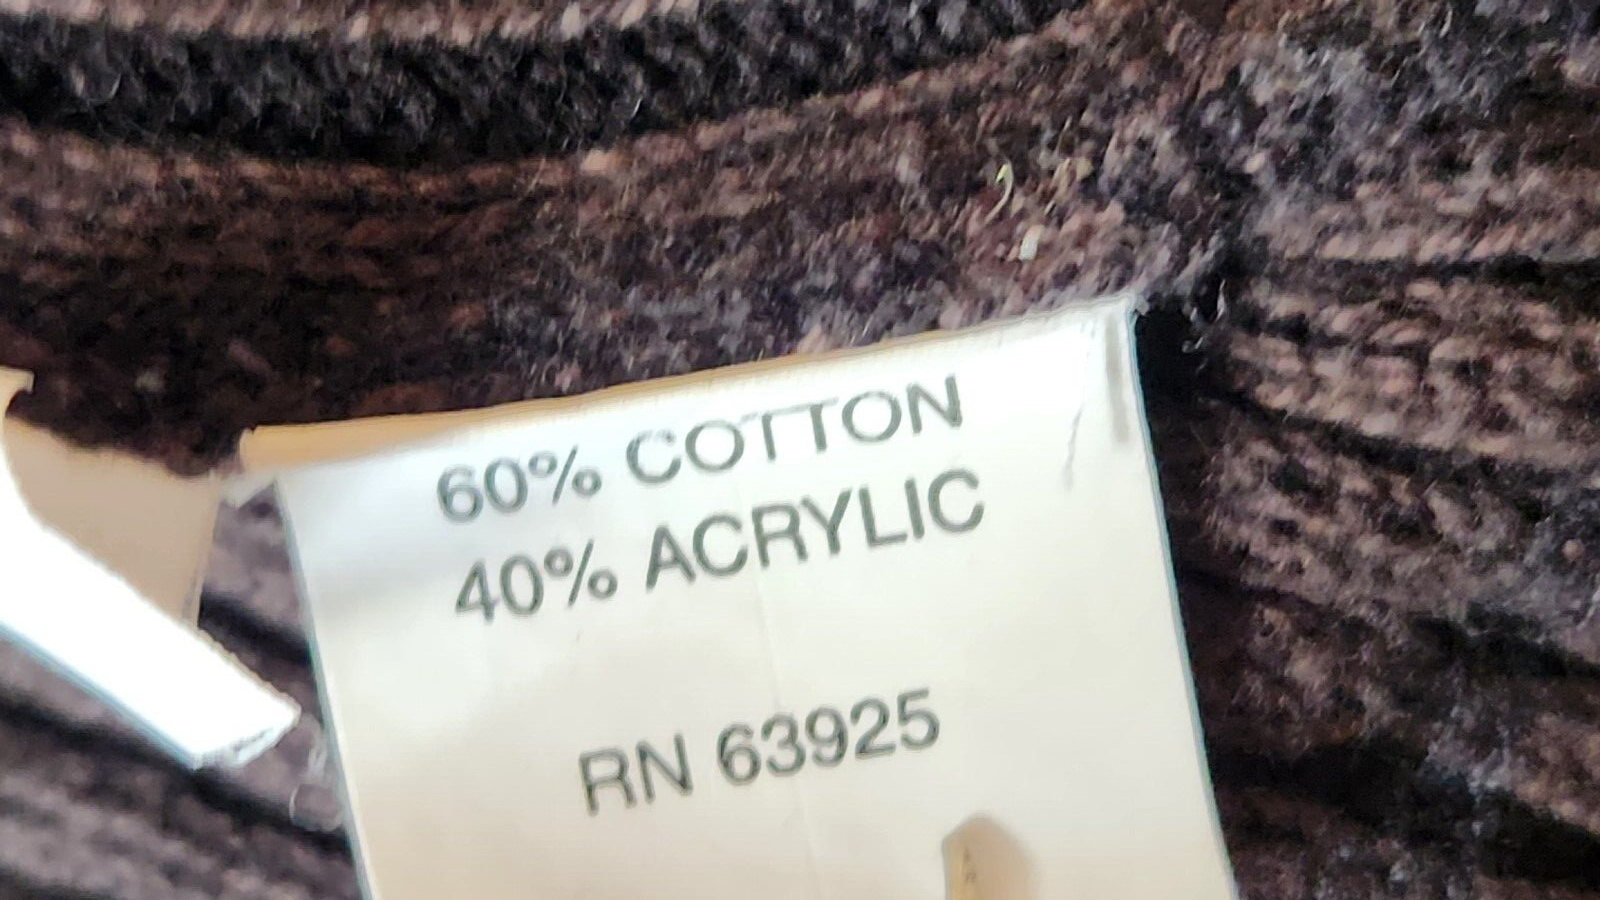 60% COTTON
40% ACRYLIC
RN 63925